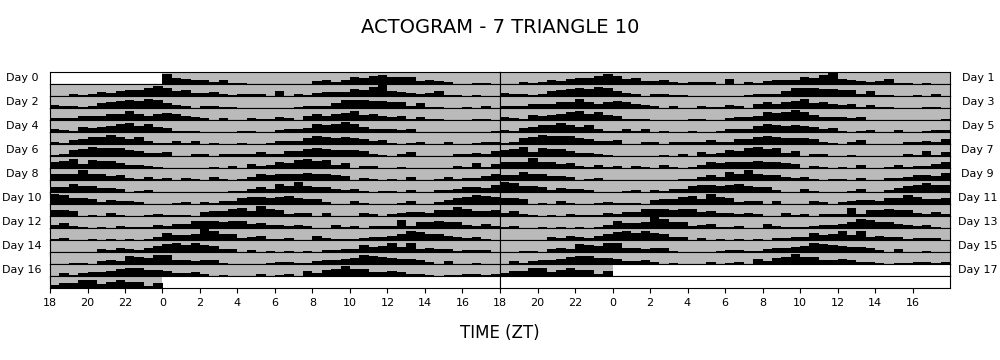 ACTOGRAM - 7 TRIANGLE 10
Day 0 Day 1
Day 2 Day 3
Day 4 Day 5
Day 6 Day 7
Day 8 Day 9
Day 10 Day 11
Day 12 Day 13
Day 14 Day 15
Day 16 Day 17
18 20 22 0 2 4 6 8 10 12 14 16 18 20 22 0 2 4 6 8 10 12 14 16
TIME (ZT)